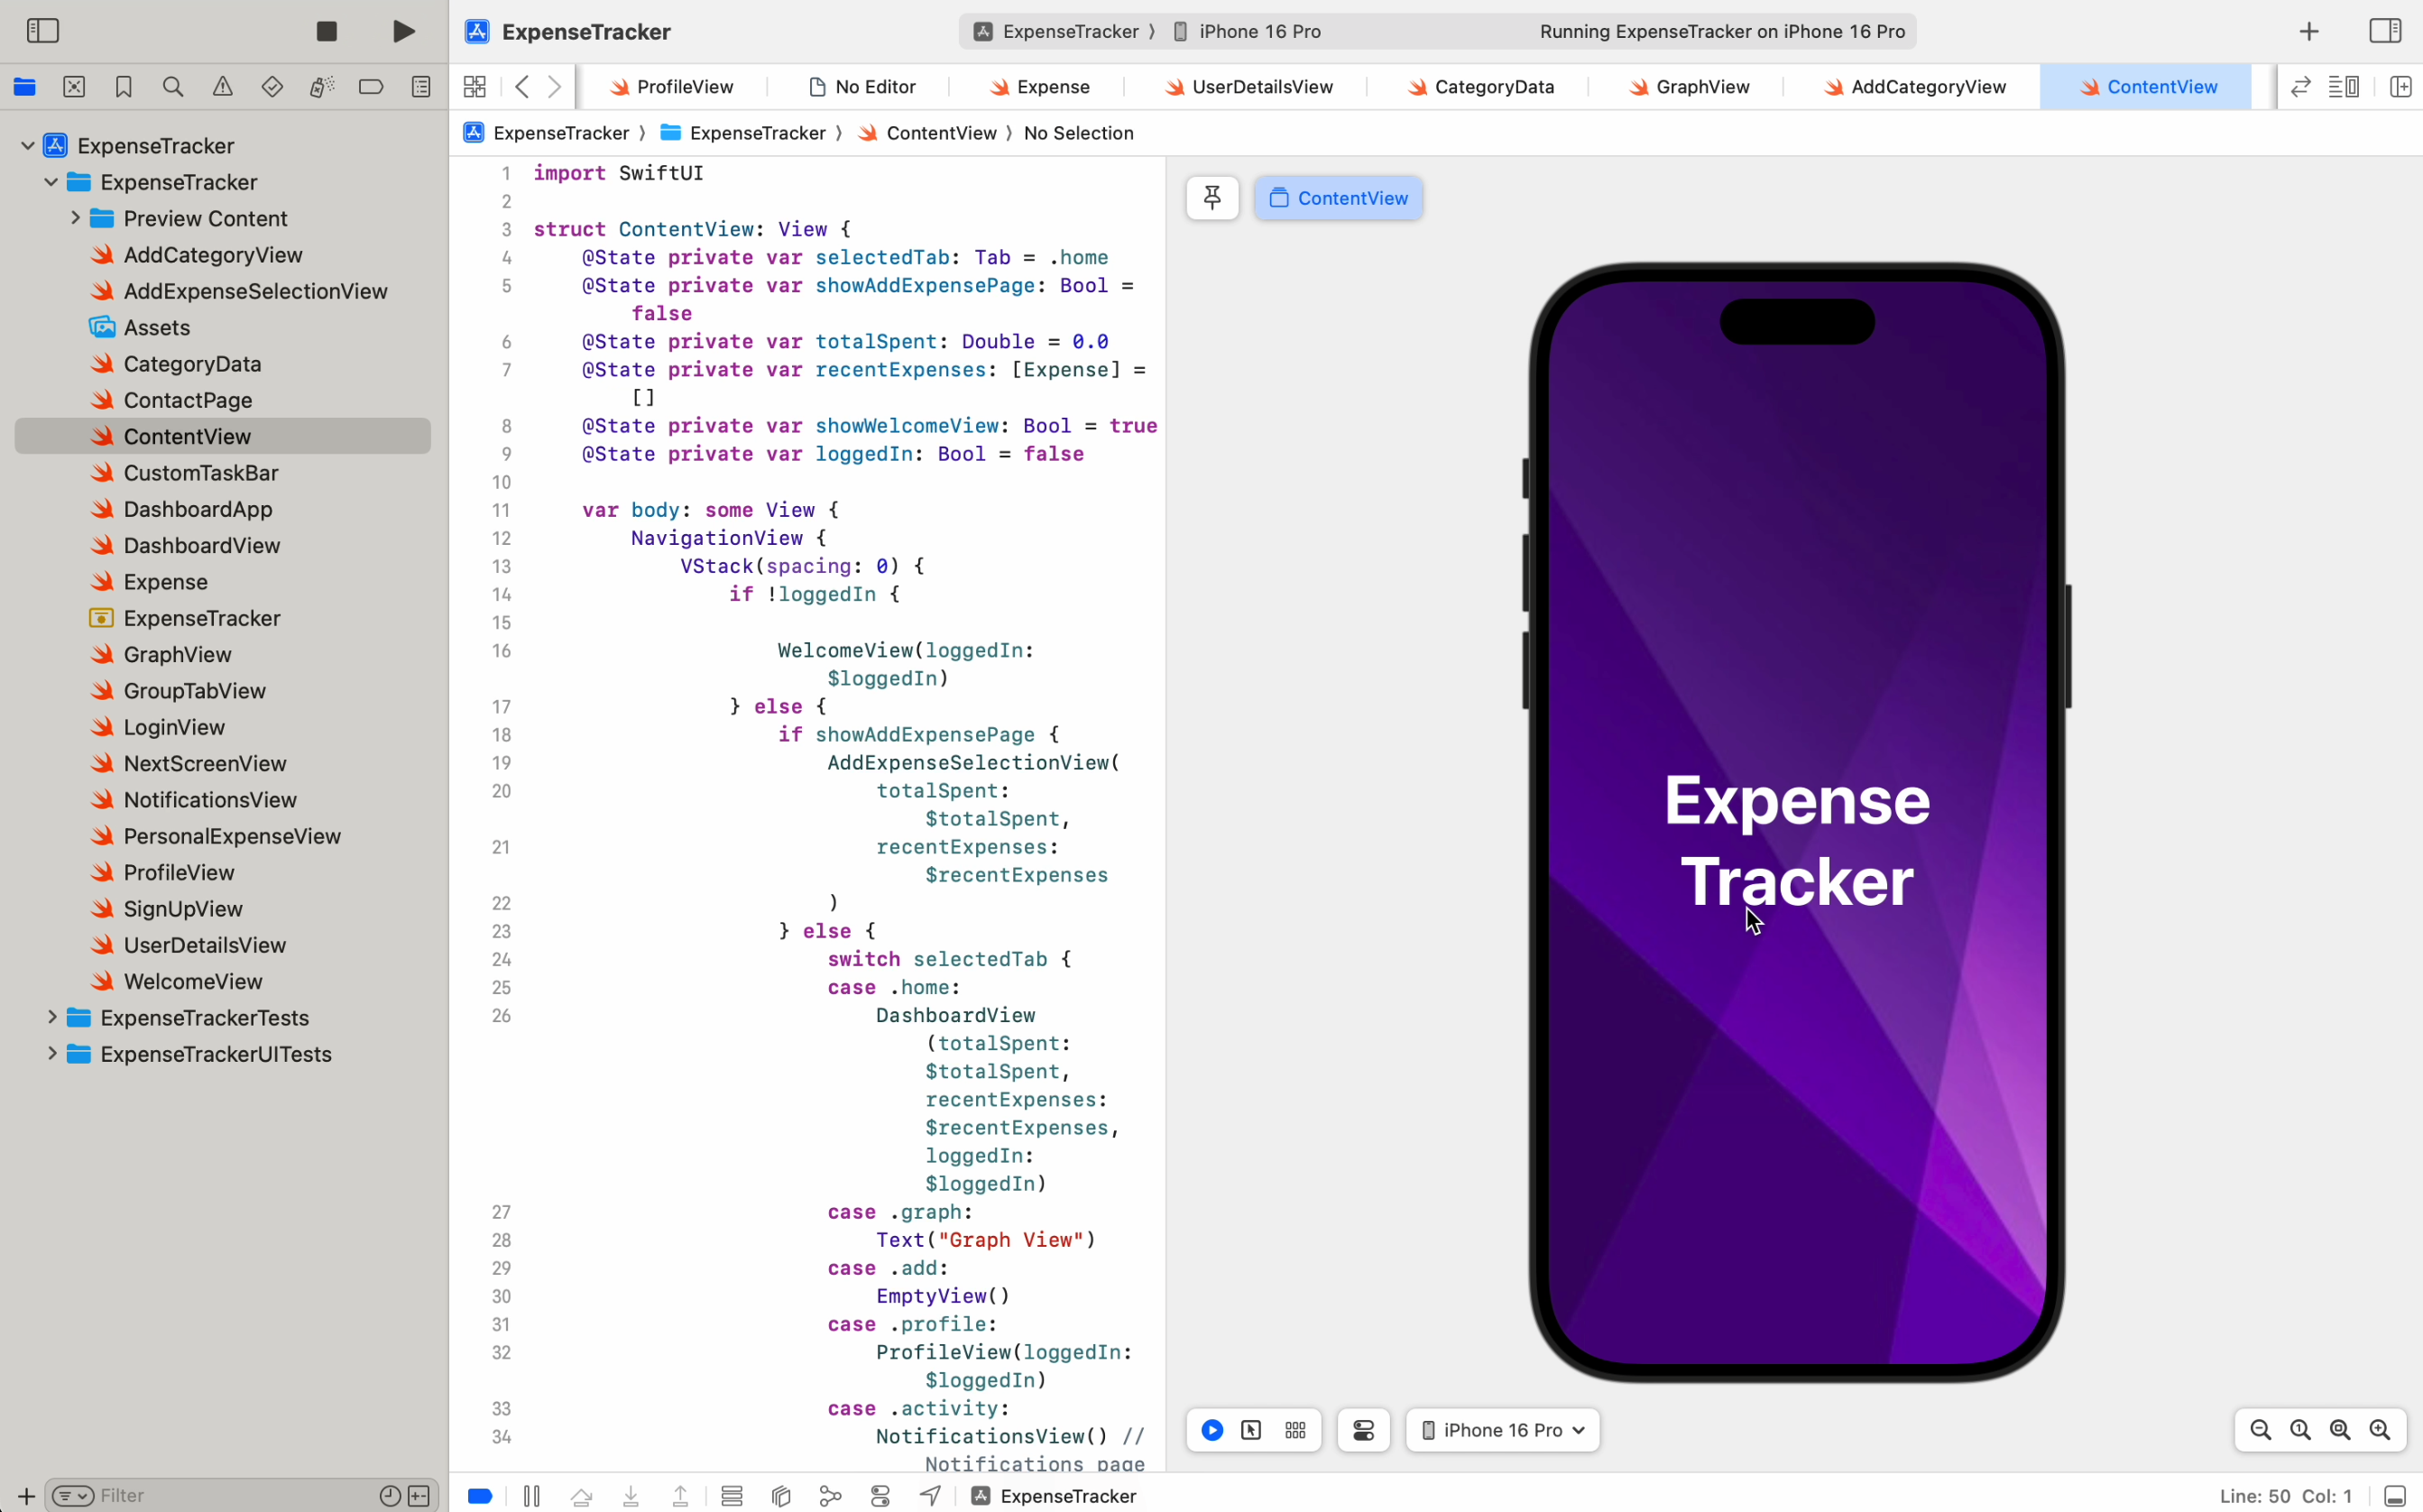 ExpenseTracker
ExpenseTracker 〉 iPhone 16 Pro
Running ExpenseTracker on iPhone 16 Pro
ProfileView
No Editor
Expense
UserDetailsView
CategoryData
GraphView
AddCategoryView
ContentView
ExpenseTracker 〉 ExpenseTracker 〉 ContentView 〉 No Selection
ExpenseTracker
ExpenseTracker
Preview Content
AddCategoryView
AddExpenseSelectionView
Assets
CategoryData
ContactPage
ContentView
CustomTaskBar
DashboardApp
DashboardView
Expense
ExpenseTracker
GraphView
GroupTabView
LoginView
NextScreenView
NotificationsView
PersonalExpenseView
ProfileView
SignUpView
UserDetailsView
WelcomeView
ExpenseTrackerTests
ExpenseTrackerUITests
Filter
1 import SwiftUI
2
3 struct ContentView: View {
4 @State private var selectedTab: Tab = .home
5 @State private var showAddExpensePage: Bool =
false
6 @State private var totalSpent: Double = 0.0
7 @State private var recentExpenses: [Expense] =
[]
8 @State private var showWelcomeView: Bool = true
9 @State private var loggedIn: Bool = false
10
11 var body: some View {
12 NavigationView {
13 VStack(spacing: 0) {
14 if !loggedIn {
15
16 WelcomeView(loggedIn:
$loggedIn)
17 } else {
18 if showAddExpensePage {
19 AddExpenseSelectionView(
20 totalSpent:
$totalSpent,
21 recentExpenses:
$recentExpenses
22 )
23 } else {
24 switch selectedTab {
25 case .home:
26 DashboardView
(totalSpent:
$totalSpent,
recentExpenses:
$recentExpenses,
loggedIn:
$loggedIn)
27 case .graph:
28 Text("Graph View")
29 case .add:
30 EmptyView()
31 case .profile:
32 ProfileView(loggedIn:
$loggedIn)
33 case .activity:
34 NotificationsView() //
Notifications page
ContentView
Expense
Tracker
iPhone 16 Pro
ExpenseTracker
Line: 50 Col: 1